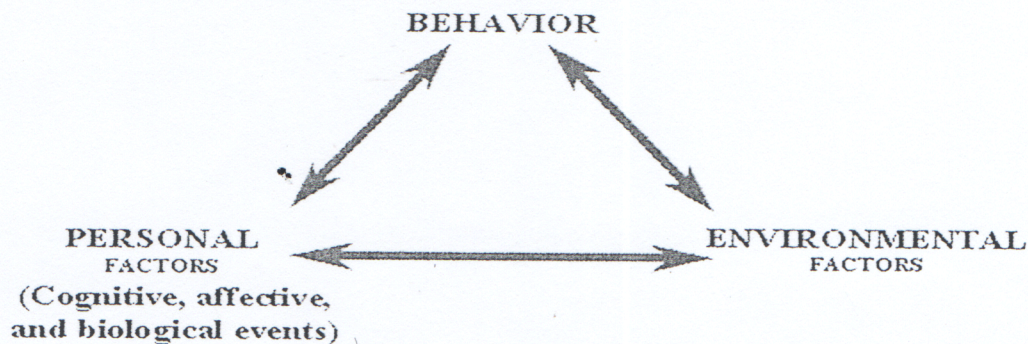 BEHAVIOR
PERSONAL
FACTORS
(Cognitive, affective,
and biological events)
ENVIRONMENTAL
FACTORS